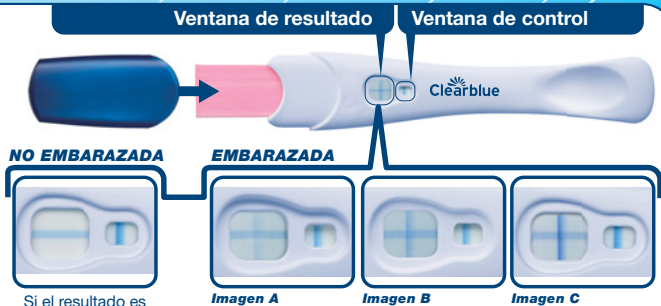 Ventana de resultado Ventana de control
Clearblue
NO EMBARAZADA EMBARAZADA
Si el resultado es
Imagen A Imagen B Imagen C